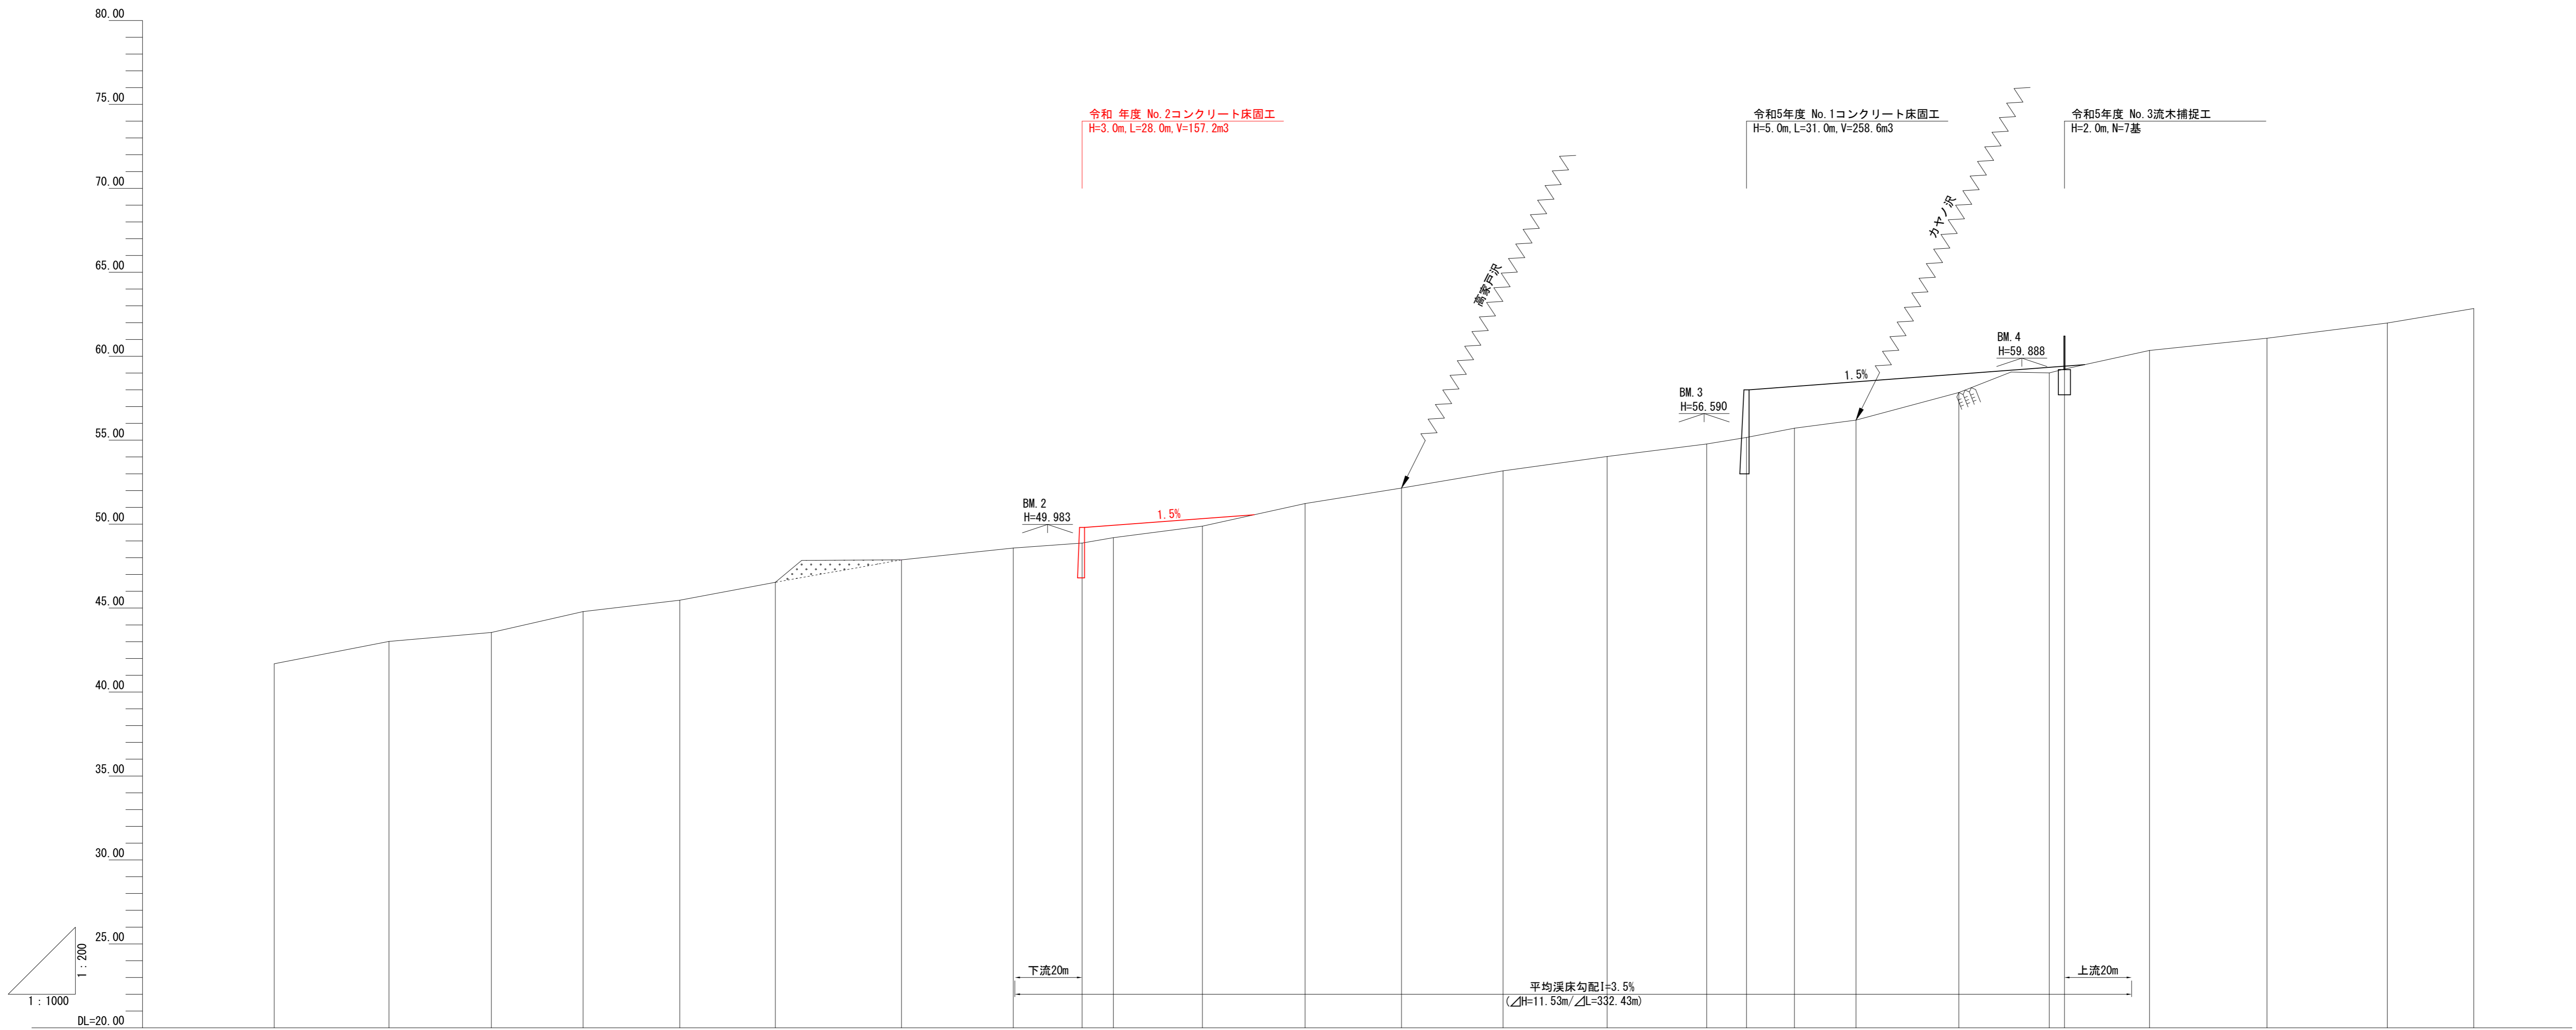 80.00
75.00
70.00
65.00
60.00
55.00
50.00
45.00
40.00
35.00
30.00
25.00
DL=20.00
1：200
1：1000
令和 年度 No.2コンクリート床固工
H=3.0m,L=28.0m,V=157.2m3
令和5年度 No.1コンクリート床固工
H=5.0m,L=31.0m,V=258.6m3
令和5年度 No.3流木捕捉工
H=2.0m,N=7基
高家戸沢
カヤノ沢
BM.4
H=59.888
1.5%
BM.3
H=56.590
BM.2
H=49.983
1.5%
下流20m
上流20m
平均渓床勾配I=3.5%
(⊿H=11.53m/⊿L=332.43m)